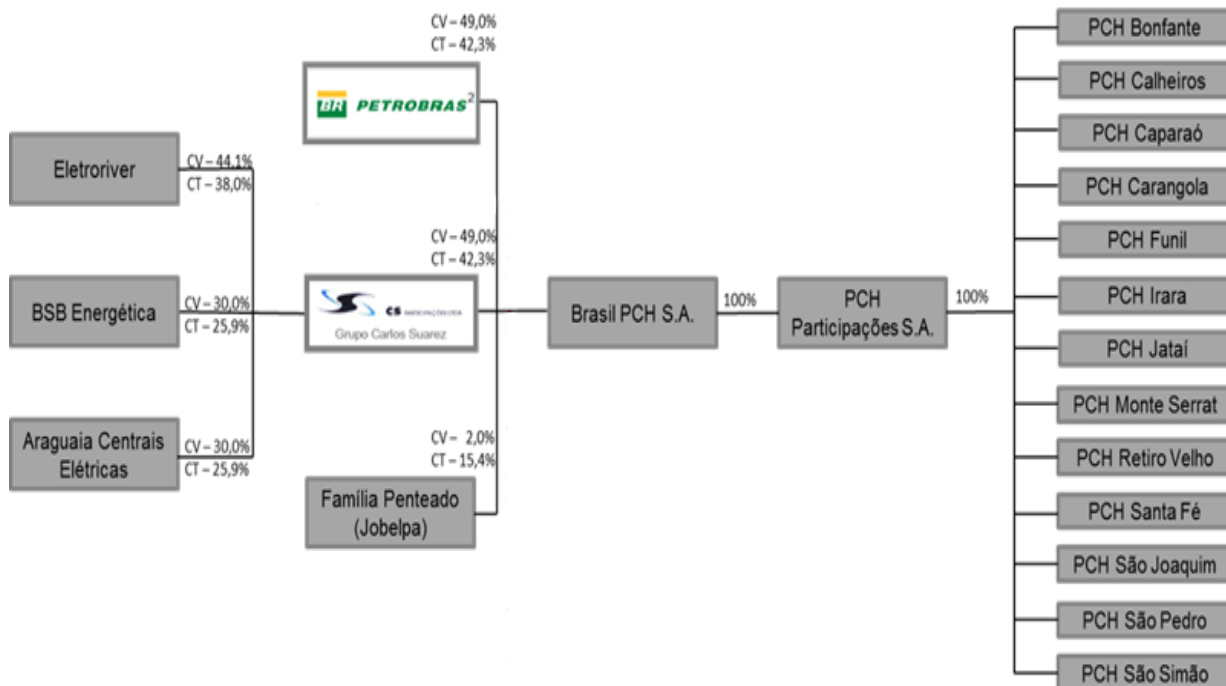 CV – 49,0%
CT – 42,3%
BR PETROBRAS²
Eletroriver
CV – 44,1%
CT – 38,0%
CV – 49,0%
CT – 42,3%
BSB Energética
CV – 30,0%
CT – 25,9%
CS PARTICIPAÇÕES LTDA
Grupo Carlos Suarez
Brasil PCH S.A.
100%
PCH
Participações S.A.
100%
Araguaia Centrais
Elétricas
CV – 30,0%
CT – 25,9%
CV – 2,0%
CT – 15,4%
Família Penteado
(Jobelpa)
PCH Bonfante
PCH Calheiros
PCH Caparaó
PCH Carangola
PCH Funil
PCH Irara
PCH Jataí
PCH Monte Serrat
PCH Retiro Velho
PCH Santa Fé
PCH São Joaquim
PCH São Pedro
PCH São Simão